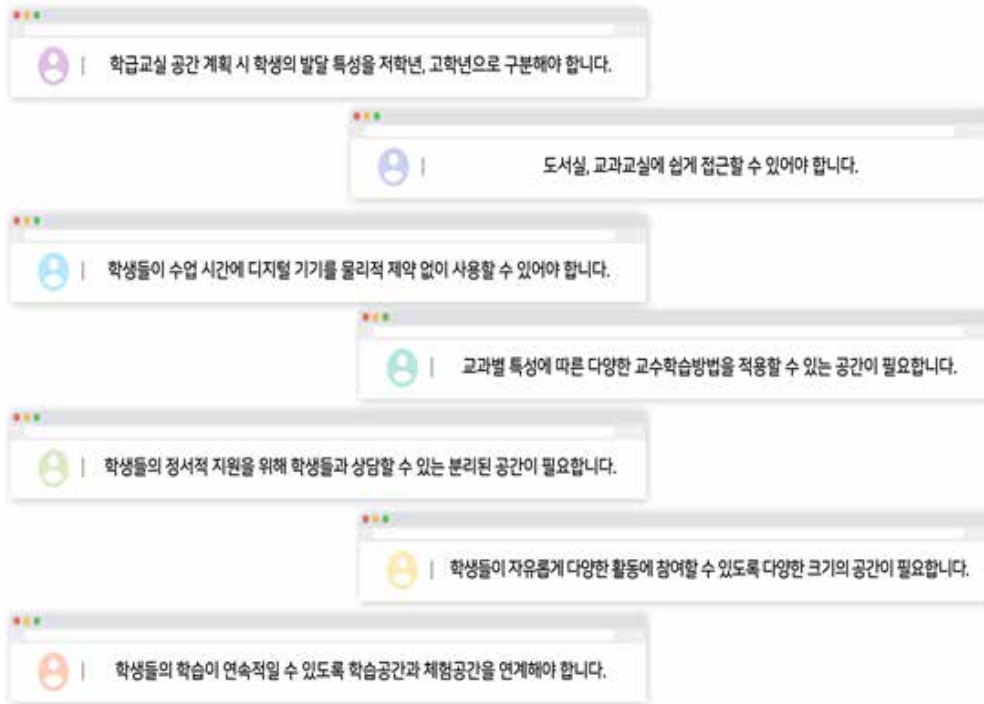 학급교실 공간 계획 시 학생의 발달 특성을 저학년, 고학년으로 구분해야 합니다.
도서실, 교과교실에 쉽게 접근할 수 있어야 합니다.
학생들이 수업 시간에 디지털 기기를 물리적 제약 없이 사용할 수 있어야 합니다.
교과별 특성에 따른 다양한 교수학습방법을 적용할 수 있는 공간이 필요합니다.
학생들의 정서적 지원을 위해 학생들과 상담할 수 있는 분리된 공간이 필요합니다.
학생들이 자유롭게 다양한 활동에 참여할 수 있도록 다양한 크기의 공간이 필요합니다.
학생들의 학습이 연속적일 수 있도록 학습공간과 체험공간을 연계해야 합니다.